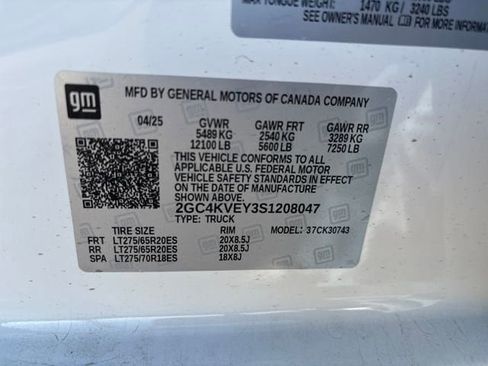 MAX TONGUE WEIGHT: 1470 KG / 3240 LBS
SEE OWNER'S MANUAL FOR MORE INFORMATION
gm
MFD BY GENERAL MOTORS OF CANADA COMPANY
04/25 GVWR GAWR FRT GAWR RR
5489 KG 2540 KG 3289 KG
12100 LB 5600 LB 7250 LB
THIS VEHICLE CONFORMS TO ALL
APPLICABLE U.S. FEDERAL MOTOR
VEHICLE SAFETY STANDARDS IN
EFFECT ON THE DATE OF MANUFACTURE
SHOWN ABOVE.
2GC4KVEY3S1208047
TYPE: TRUCK
TIRE SIZE RIM MODEL: 37CK30743
FRT LT275/65R20ES 20X8.5J
RR LT275/65R20ES 20X8.5J
SPA LT275/70R18ES 18X8J